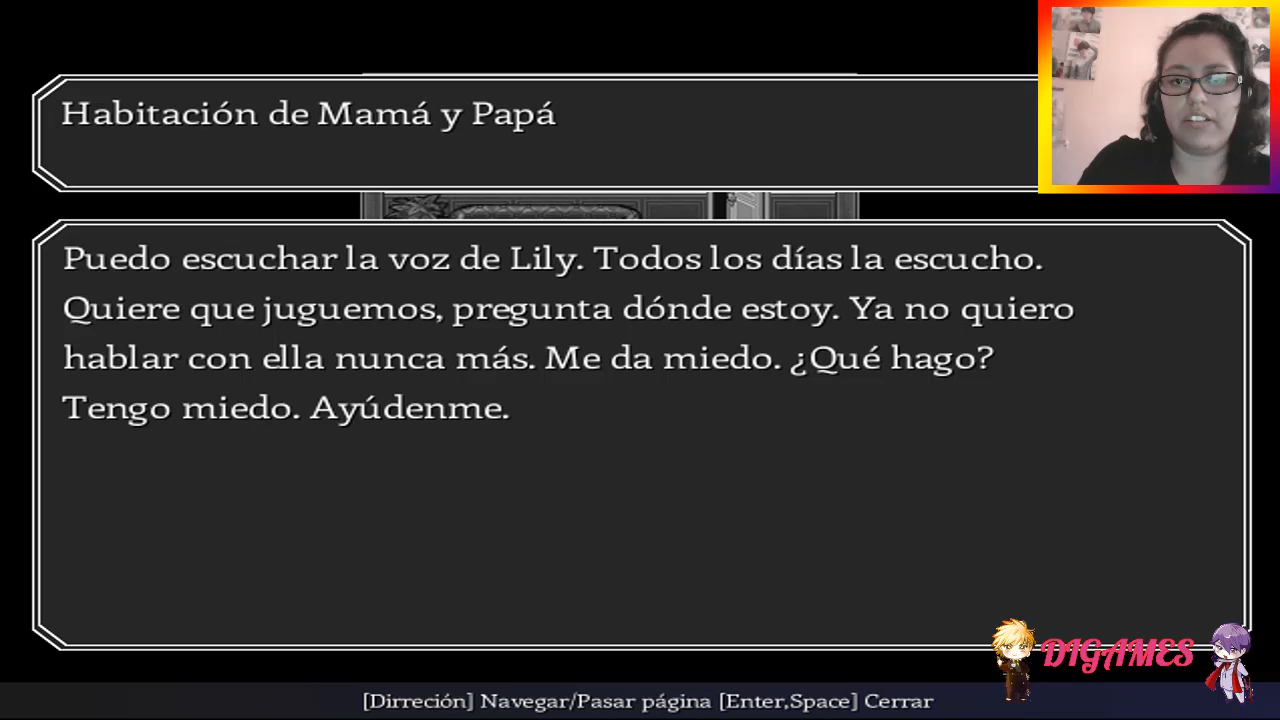 Habitación de Mamá y Papá
Puedo escuchar la voz de Lily. Todos los días la escucho.
Quiere que juguemos, pregunta dónde estoy. Ya no quiero
hablar con ella nunca más. Me da miedo. ¿Qué hago?
Tengo miedo. Ayúdenme.
DIGAMES
[Dirreción] Navegar/Pasar página [Enter,Space] Cerrar